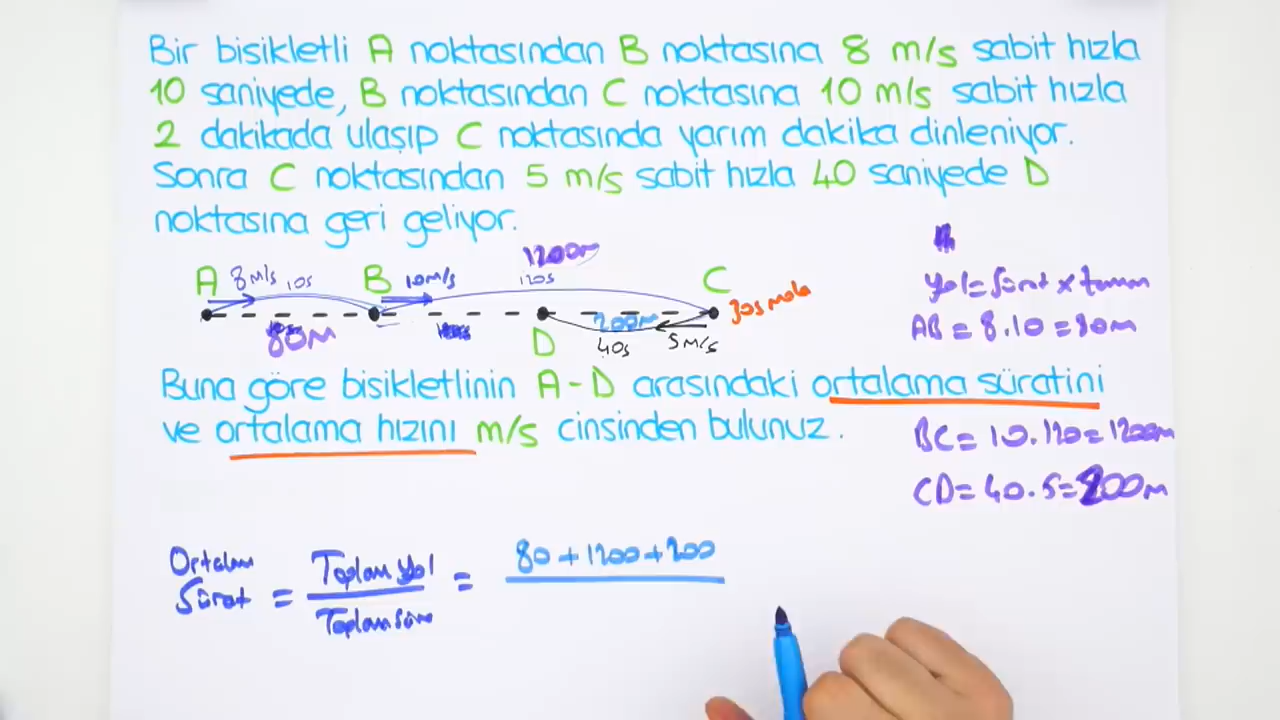 Bir bisikletli A noktasından B noktasına 8 m/s sabit hızla
10 saniyede, B noktasından C noktasına 10 m/s sabit hızla
2 dakikada ulaşıp C noktasında yarım dakika dinleniyor.
Sonra C noktasından 5 m/s sabit hızla 40 saniyede D
noktasına geri geliyor.
1200m
A 8m/s 10s B 10m/s 120s C
30s mola
80m 200m
D 40s 5m/s
yol = sürat x zaman
AB = 8.10 = 80m
Buna göre bisikletlinin A - D arasındaki ortalama süratini
ve ortalama hızını m/s cinsinden bulunuz.
BC = 10.120 = 1200m
CD = 40.5 = 200m
Ortalama Sürat = Toplam yol / Toplam süre = 80 + 1200 + 200